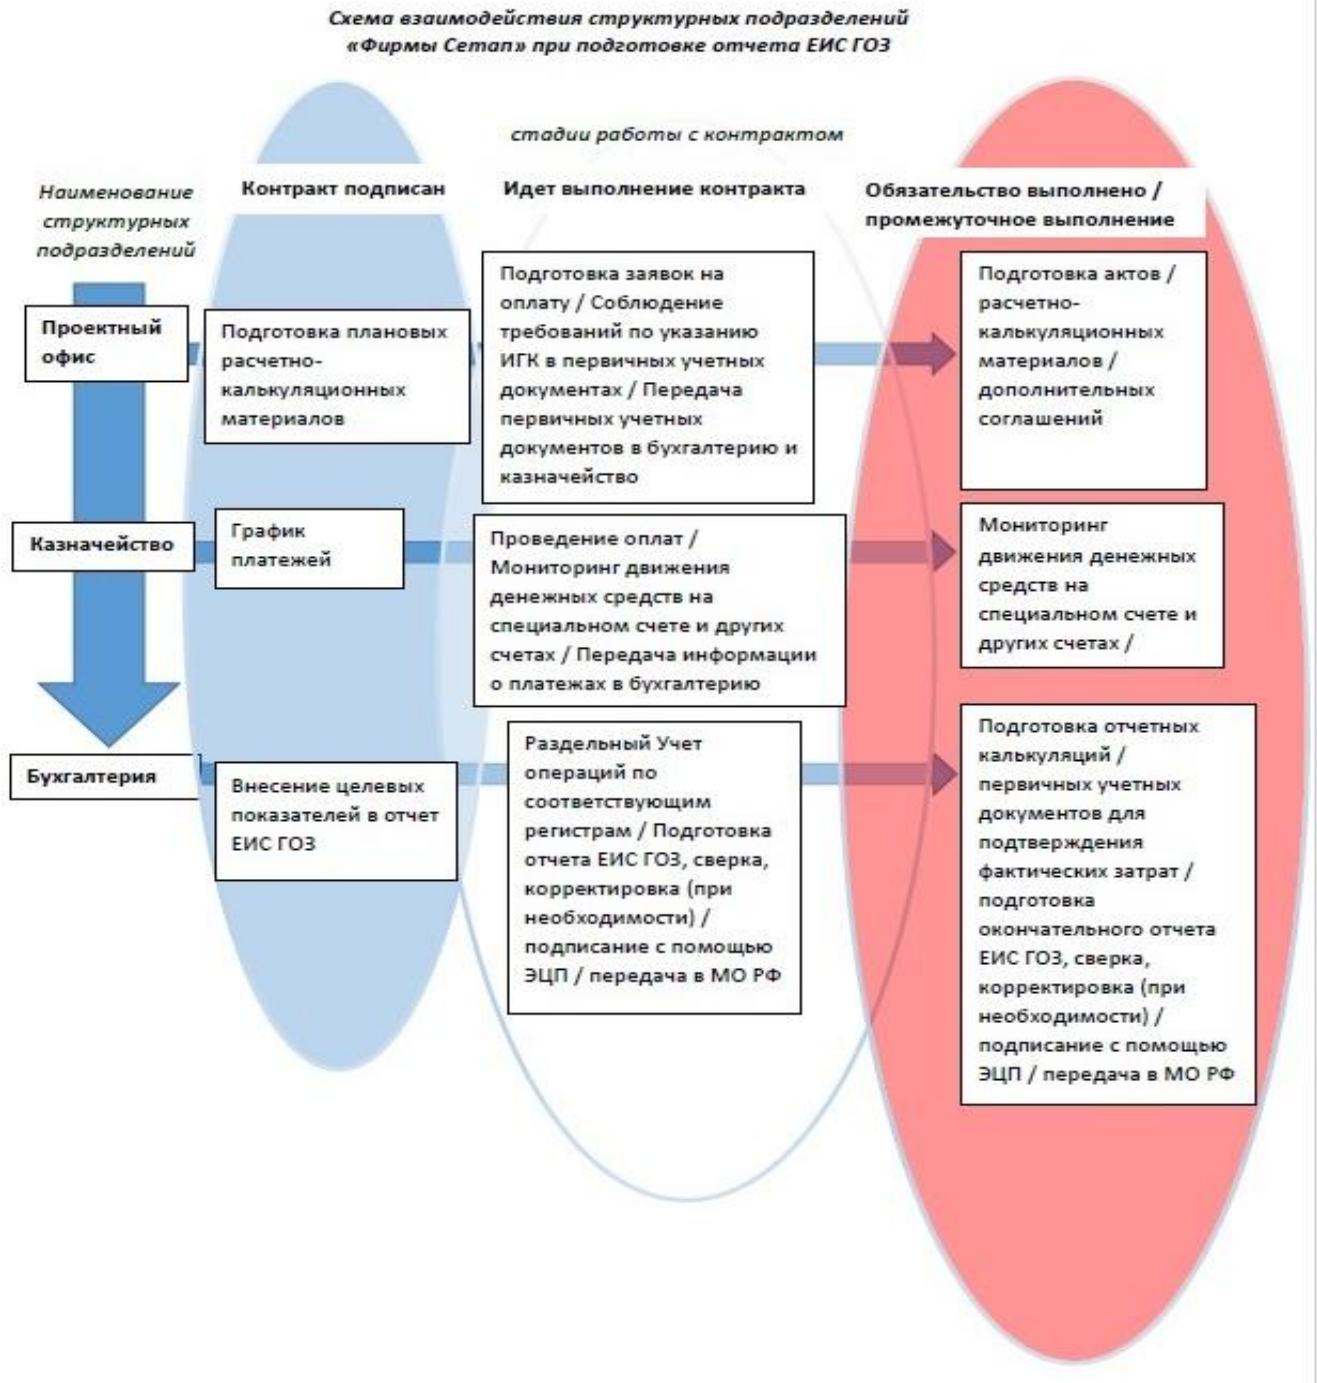 Схема взаимодействия структурных подразделений
«Фирмы Сетап» при подготовке отчета ЕИС ГОЗ
стадии работы с контрактом
Наименование
структурных
подразделений
Контракт подписан
Идет выполнение контракта
Обязательство выполнено /
промежуточное выполнение
Проектный
офис
Подготовка плановых
расчетно-
калькуляционных
материалов
Подготовка заявок на
оплату / Соблюдение
требований по указанию
ИГК в первичных учетных
документах / Передача
первичных учетных
документов в бухгалтерию и
казначейство
Подготовка актов /
расчетно-
калькуляционных
материалов /
дополнительных
соглашений
Казначейство
График
платежей
Проведение оплат /
Мониторинг движения
денежных средств на
специальном счете и других
счетах / Передача информации
о платежах в бухгалтерию
Мониторинг
движения денежных
средств на
специальном счете и
других счетах /
Бухгалтерия
Внесение целевых
показателей в отчет
ЕИС ГОЗ
Раздельный Учет
операций по
соответствующим
регистрам / Подготовка
отчета ЕИС ГОЗ, сверка,
корректировка (при
необходимости) /
подписание с помощью
ЭЦП / передача в МО РФ
Подготовка отчетных
калькуляций /
первичных учетных
документов для
подтверждения
фактических затрат /
подготовка
окончательного отчета
ЕИС ГОЗ, сверка,
корректировка (при
необходимости) /
подписание с помощью
ЭЦП / передача в МО РФ